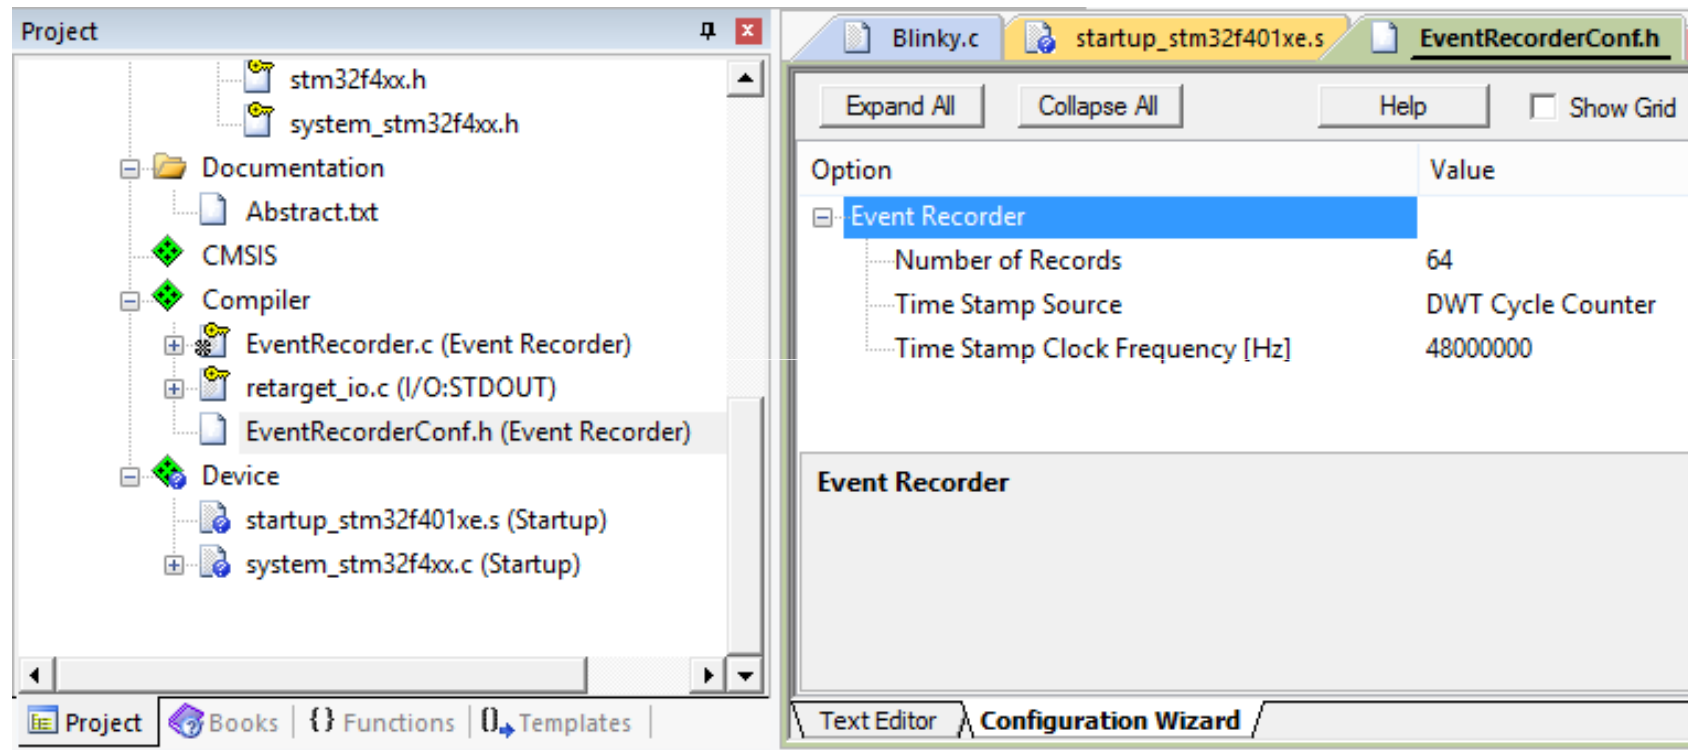 Project
stm32f4xx.h
system_stm32f4xx.h
Documentation
Abstract.txt
CMSIS
Compiler
EventRecorder.c (Event Recorder)
retarget_io.c (I/O:STDOUT)
EventRecorderConf.h (Event Recorder)
Device
startup_stm32f401xe.s (Startup)
system_stm32f4xx.c (Startup)
Project Books {} Functions Templates
Blinky.c startup_stm32f401xe.s EventRecorderConf.h
Expand All Collapse All Help Show Grid
Option Value
Event Recorder
Number of Records 64
Time Stamp Source DWT Cycle Counter
Time Stamp Clock Frequency [Hz] 48000000
Event Recorder
Text Editor Configuration Wizard